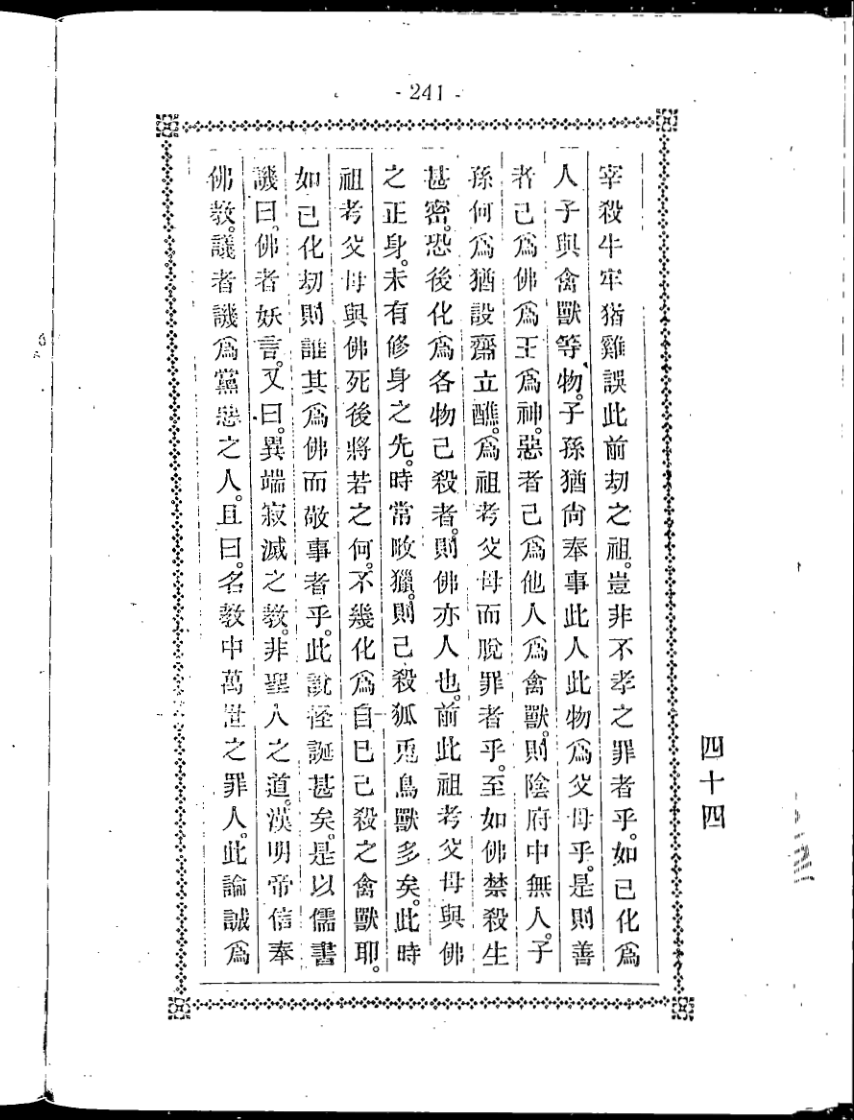 - 241 -
四十四
宰殺牛牢猶雞誤此前劫之祖。豈非不孝之罪者乎。如已化爲
人子與禽獸等物。子孫猶尙奉事此人此物爲父母乎。是則善
者已爲佛爲王爲神。惡者已爲他人爲禽獸。則陰府中無人。子
孫何爲猶設齋立醮。爲祖考父母而脫罪者乎。至如佛禁殺生
甚密。恐後化爲各物已殺者。則佛亦人也。前此祖考父母與佛
之正身。未有修身之先。時常畋獵。則已殺狐兎鳥獸多矣。此時
祖考父母與佛死後將若之何。不幾化爲自已已殺之禽獸耶。
如已化刼則誰其爲佛而敬事者乎。此說怪誕甚矣。是以儒書
譏曰。佛者妖言。又曰。異端寂滅之敎。非聖人之道。漢明帝信奉
佛敎。議者譏爲黨惡之人。且曰。名敎中萬世之罪人。此論誠爲